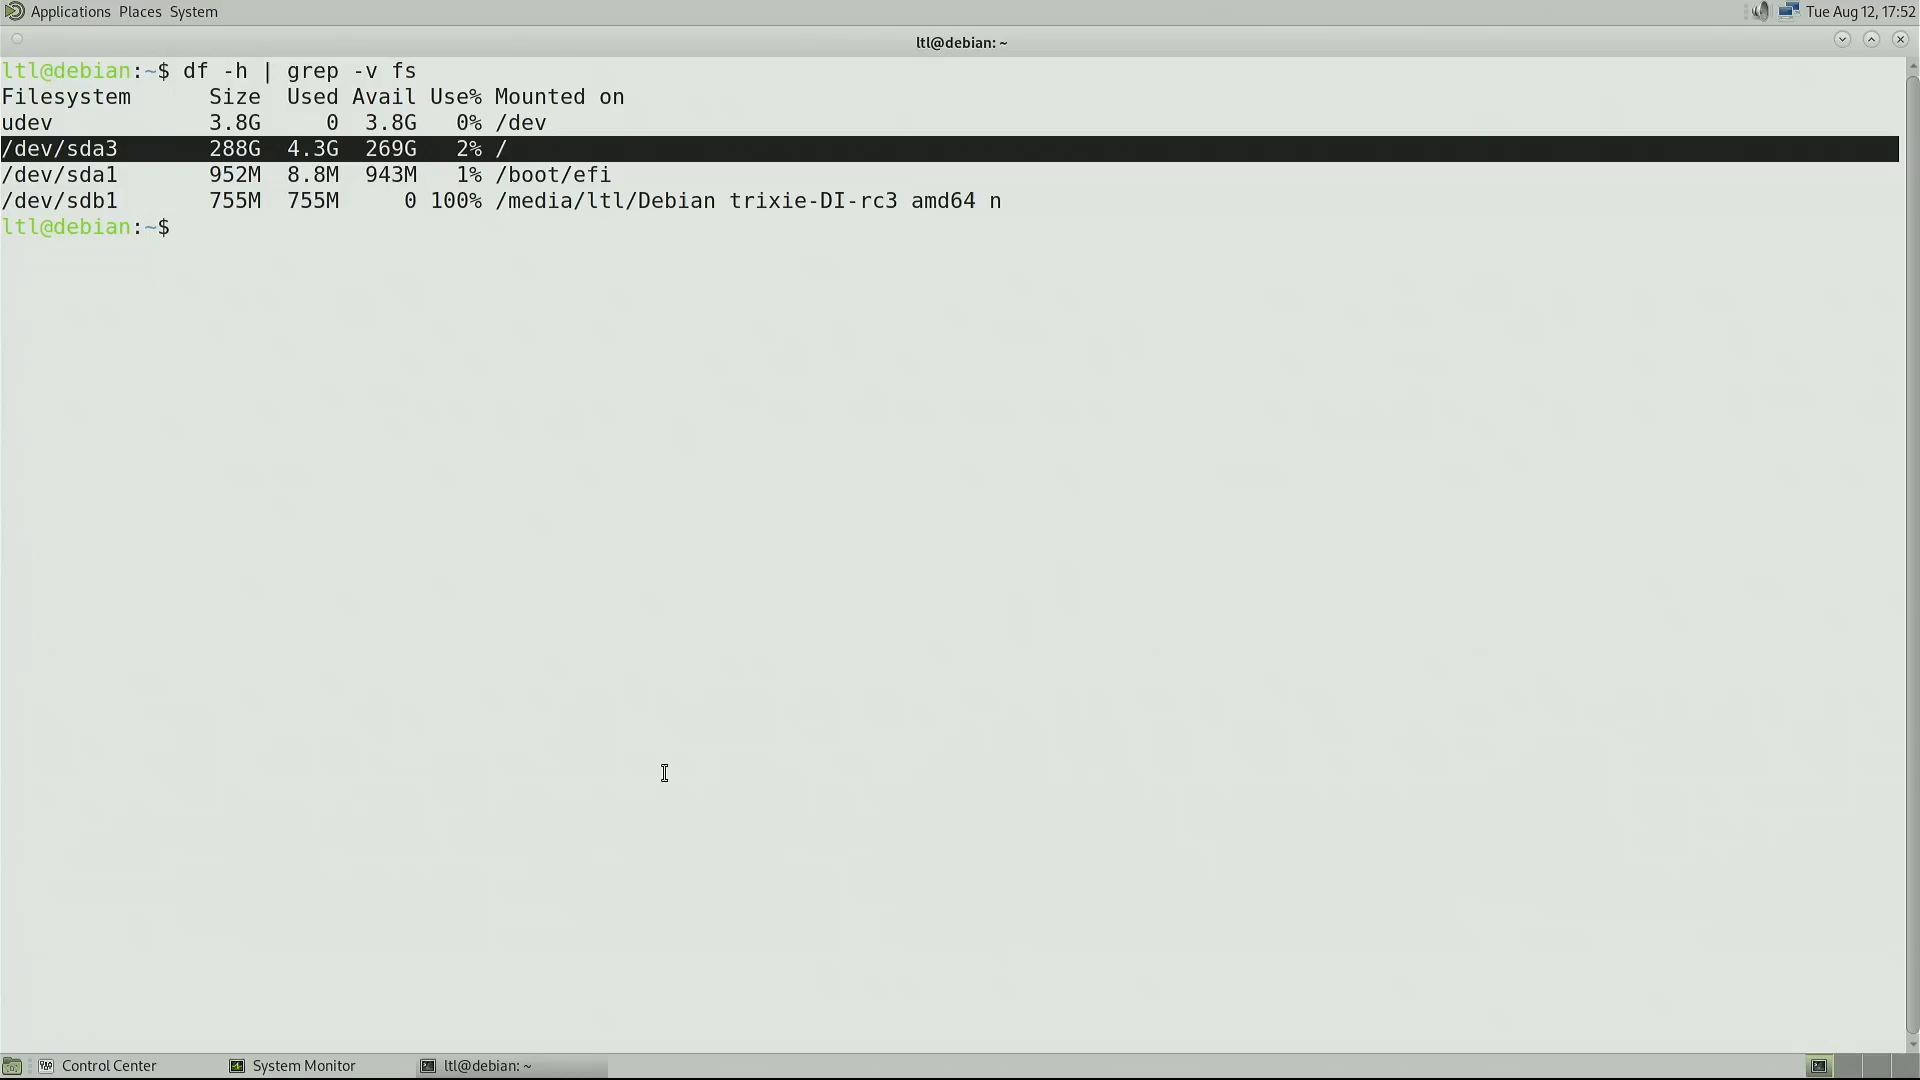 Applications Places System
Tue Aug 12, 17:52
ltl@debian: ~
ltl@debian:~$ df -h | grep -v fs
Filesystem      Size  Used Avail Use% Mounted on
udev            3.8G     0  3.8G   0% /dev
/dev/sda3       288G  4.3G  269G   2% /
/dev/sda1       952M  8.8M  943M   1% /boot/efi
/dev/sdb1       755M  755M     0 100% /media/ltl/Debian trixie-DI-rc3 amd64 n
ltl@debian:~$
Control Center
System Monitor
ltl@debian: ~